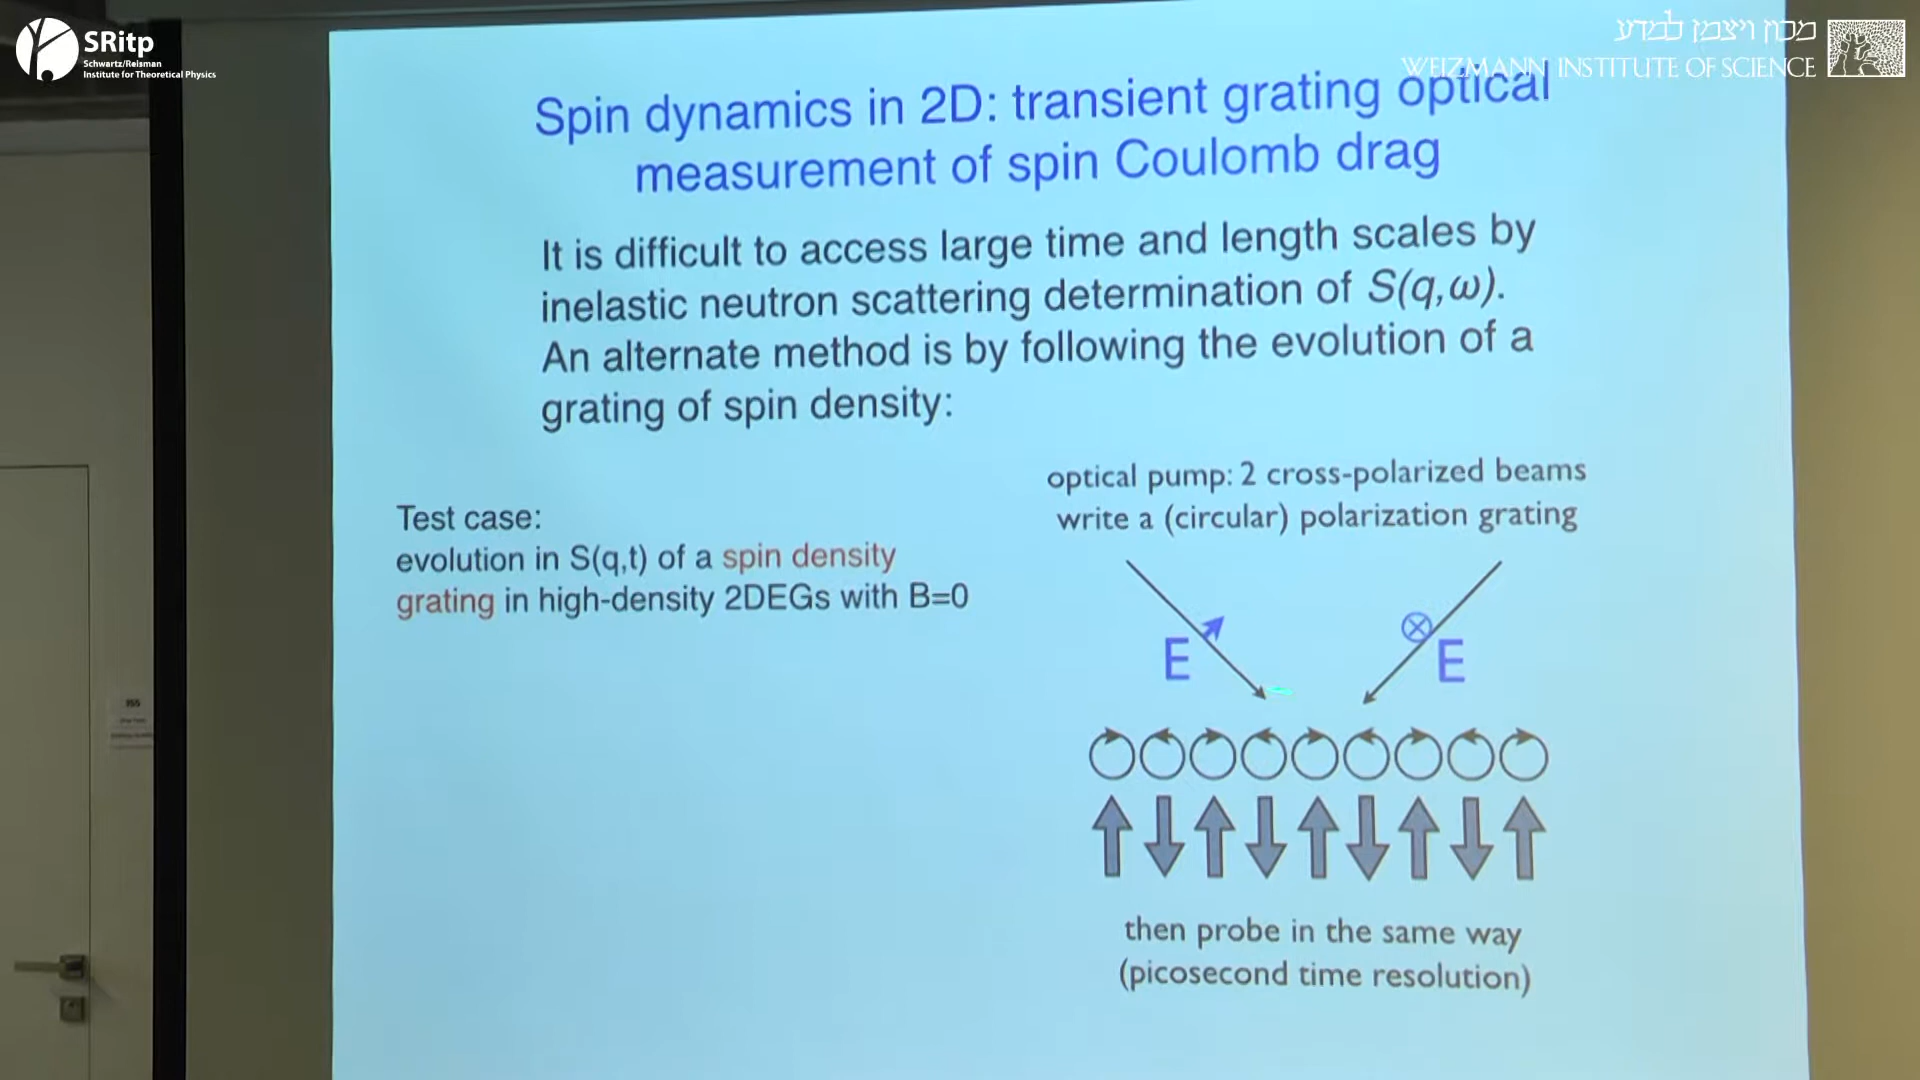 SRitp
Schwartz/Reisman
Institute for Theoretical Physics
מכון ויצמן למדע
WEIZMANN INSTITUTE OF SCIENCE
Spin dynamics in 2D: transient grating optical
measurement of spin Coulomb drag
It is difficult to access large time and length scales by
inelastic neutron scattering determination of S(q,ω).
An alternate method is by following the evolution of a
grating of spin density:
Test case:
evolution in S(q,t) of a spin density
grating in high-density 2DEGs with B=0
optical pump: 2 cross-polarized beams
write a (circular) polarization grating
E
E
then probe in the same way
(picosecond time resolution)